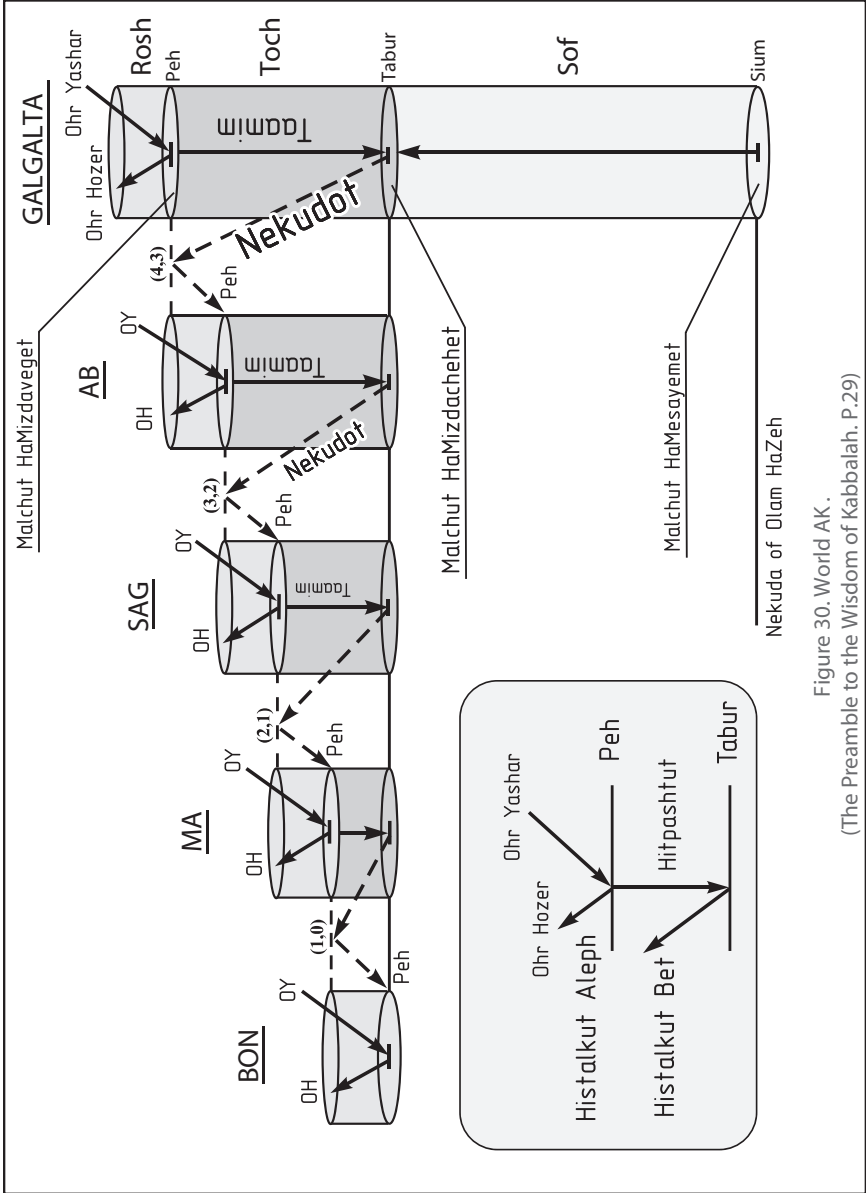 GALGALTA
Ohr Hozer
Ohr Yashar
Rosh
Peh
Toch
Tabur
Sof
Sium
Taamim
Nekudot
(4,3)
Peh
Malchut HaMizdaveget
AB
OH
OY
Taamim
Nekudot
(3,2)
Peh
Malchut HaMizdachehet
Malchut HaMesayemet
Nekuda of Olam HaZeh
SAG
OH
OY
Taamim
(2,1)
Peh
MA
OH
OY
(1,0)
Peh
BON
OH
OY
Ohr Hozer
Ohr Yashar
Histalkut Aleph
Peh
Histalkut Bet
Hitpashtut
Tabur
Figure 30. World AK.
(The Preamble to the Wisdom of Kabbalah. P.29)